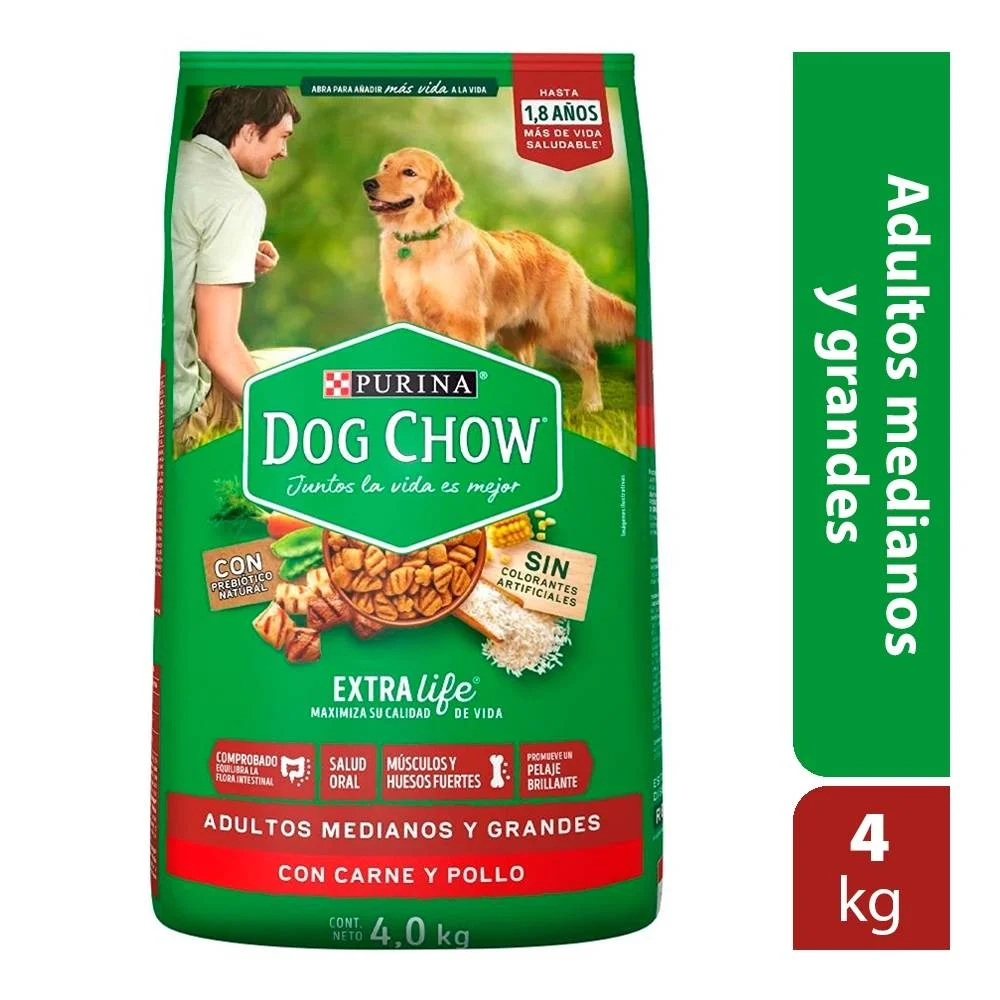 ABRA PARA AÑADIR más vida A LA VIDA
HASTA
1,8 AÑOS
MÁS DE VIDA
SALUDABLE¹
PURINA®
DOG CHOW®
Juntos la vida es mejor
CON
PREBIÓTICO
NATURAL
SIN
COLORANTES
ARTIFICIALES
Imágenes ilustrativas
EXTRA life®
MAXIMIZA SU CALIDAD DE VIDA
COMPROBADO
EQUILIBRA LA
FLORA INTESTINAL
SALUD
ORAL
MÚSCULOS Y
HUESOS FUERTES
PROMUEVE UN
PELAJE
BRILLANTE
ADULTOS MEDIANOS Y GRANDES
CON CARNE Y POLLO
CONT.
NETO 4,0 kg
Adultos medianos
y grandes
4
kg